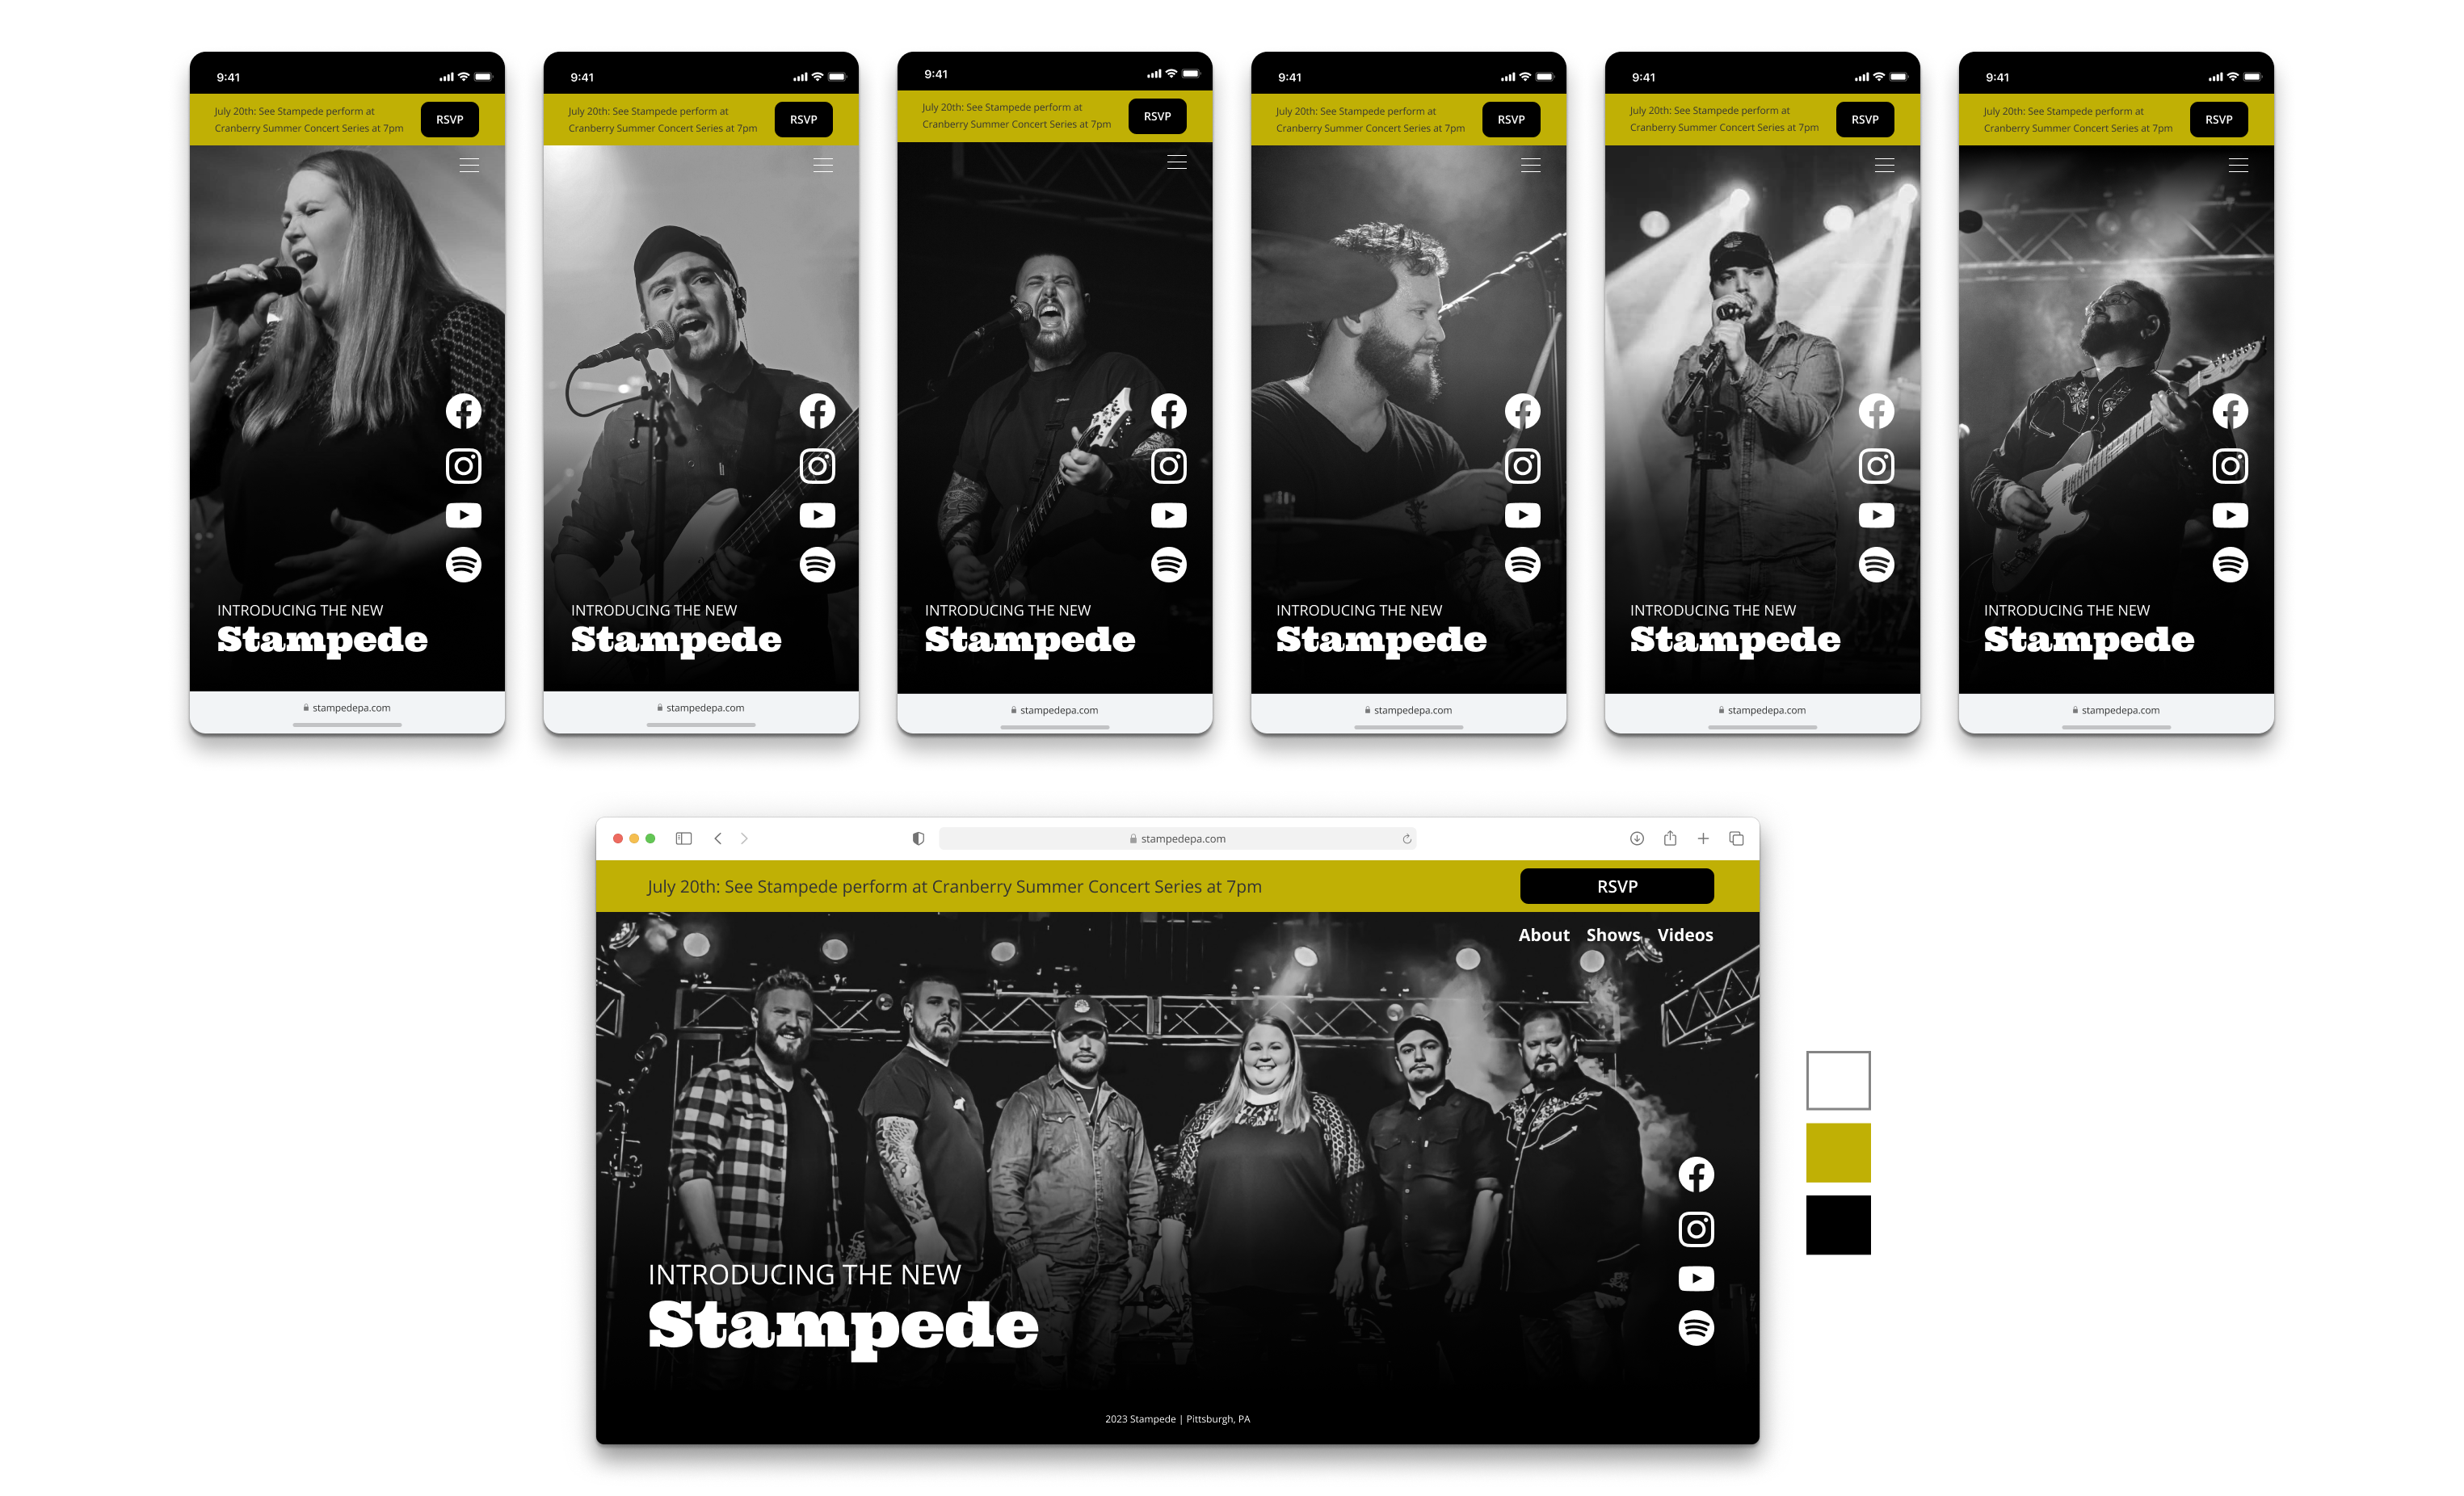 9:41
July 20th: See Stampede perform at
Cranberry Summer Concert Series at 7pm
RSVP
INTRODUCING THE NEW
Stampede
stampedepa.com
9:41
July 20th: See Stampede perform at
Cranberry Summer Concert Series at 7pm
RSVP
INTRODUCING THE NEW
Stampede
stampedepa.com
9:41
July 20th: See Stampede perform at
Cranberry Summer Concert Series at 7pm
RSVP
INTRODUCING THE NEW
Stampede
stampedepa.com
9:41
July 20th: See Stampede perform at
Cranberry Summer Concert Series at 7pm
RSVP
INTRODUCING THE NEW
Stampede
stampedepa.com
9:41
July 20th: See Stampede perform at
Cranberry Summer Concert Series at 7pm
RSVP
INTRODUCING THE NEW
Stampede
stampedepa.com
9:41
July 20th: See Stampede perform at
Cranberry Summer Concert Series at 7pm
RSVP
INTRODUCING THE NEW
Stampede
stampedepa.com
stampedepa.com
July 20th: See Stampede perform at Cranberry Summer Concert Series at 7pm
RSVP
About Shows Videos
INTRODUCING THE NEW
Stampede
2023 Stampede | Pittsburgh, PA